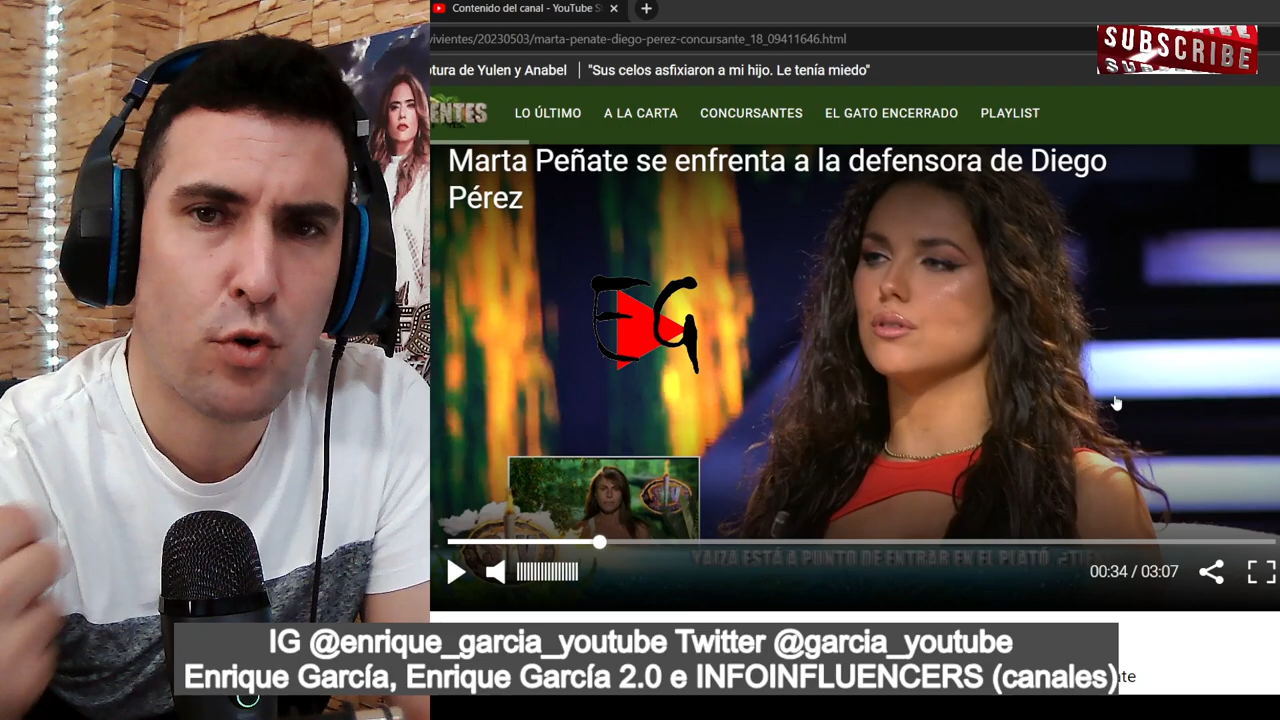 Contenido del canal - YouTube S
vivientes/20230503/marta-penate-diego-perez-concursante_18_09411646.html
SUBSCRIBE
tura de Yulen y Anabel
"Sus celos asfixiaron a mi hijo. Le tenía miedo"
ENTES
LO ÚLTIMO
A LA CARTA
CONCURSANTES
EL GATO ENCERRADO
PLAYLIST
Marta Peñate se enfrenta a la defensora de Diego
Pérez
EG
SV
YAIZA ESTÁ A PUNTO DE ENTRAR EN EL PLATÓ
00:34 / 03:07
IG @enrique_garcia_youtube Twitter @garcia_youtube
Enrique García, Enrique García 2.0 e INFOINFLUENCERS (canales)
te